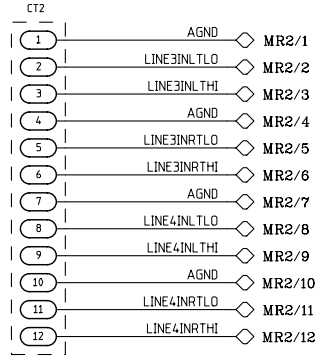 CT2
1 AGND MR2/1
2 LINE3INLTLO MR2/2
3 LINE3INLTHI MR2/3
4 AGND MR2/4
5 LINE3INRTLO MR2/5
6 LINE3INRTHI MR2/6
7 AGND MR2/7
8 LINE4INLTLO MR2/8
9 LINE4INLTHI MR2/9
10 AGND MR2/10
11 LINE4INRTLO MR2/11
12 LINE4INRTHI MR2/12